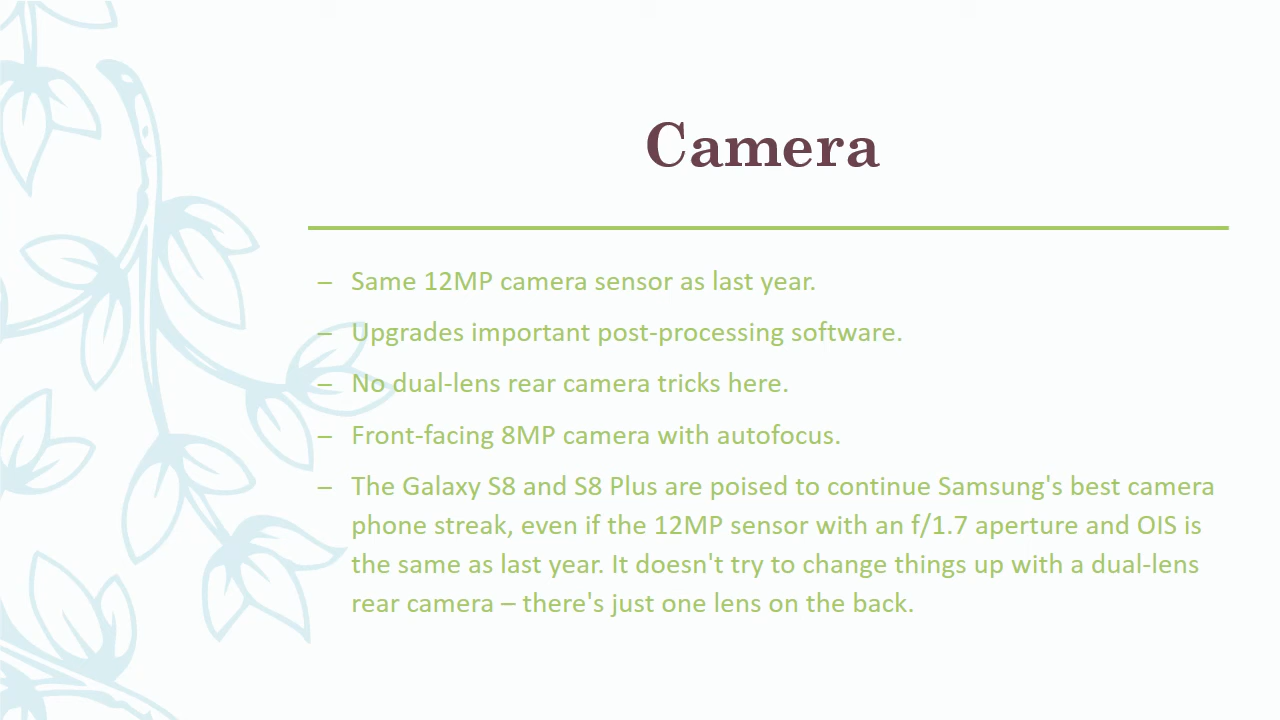 Camera
– Same 12MP camera sensor as last year.
– Upgrades important post-processing software.
– No dual-lens rear camera tricks here.
– Front-facing 8MP camera with autofocus.
– The Galaxy S8 and S8 Plus are poised to continue Samsung's best camera
phone streak, even if the 12MP sensor with an f/1.7 aperture and OIS is
the same as last year. It doesn't try to change things up with a dual-lens
rear camera – there's just one lens on the back.